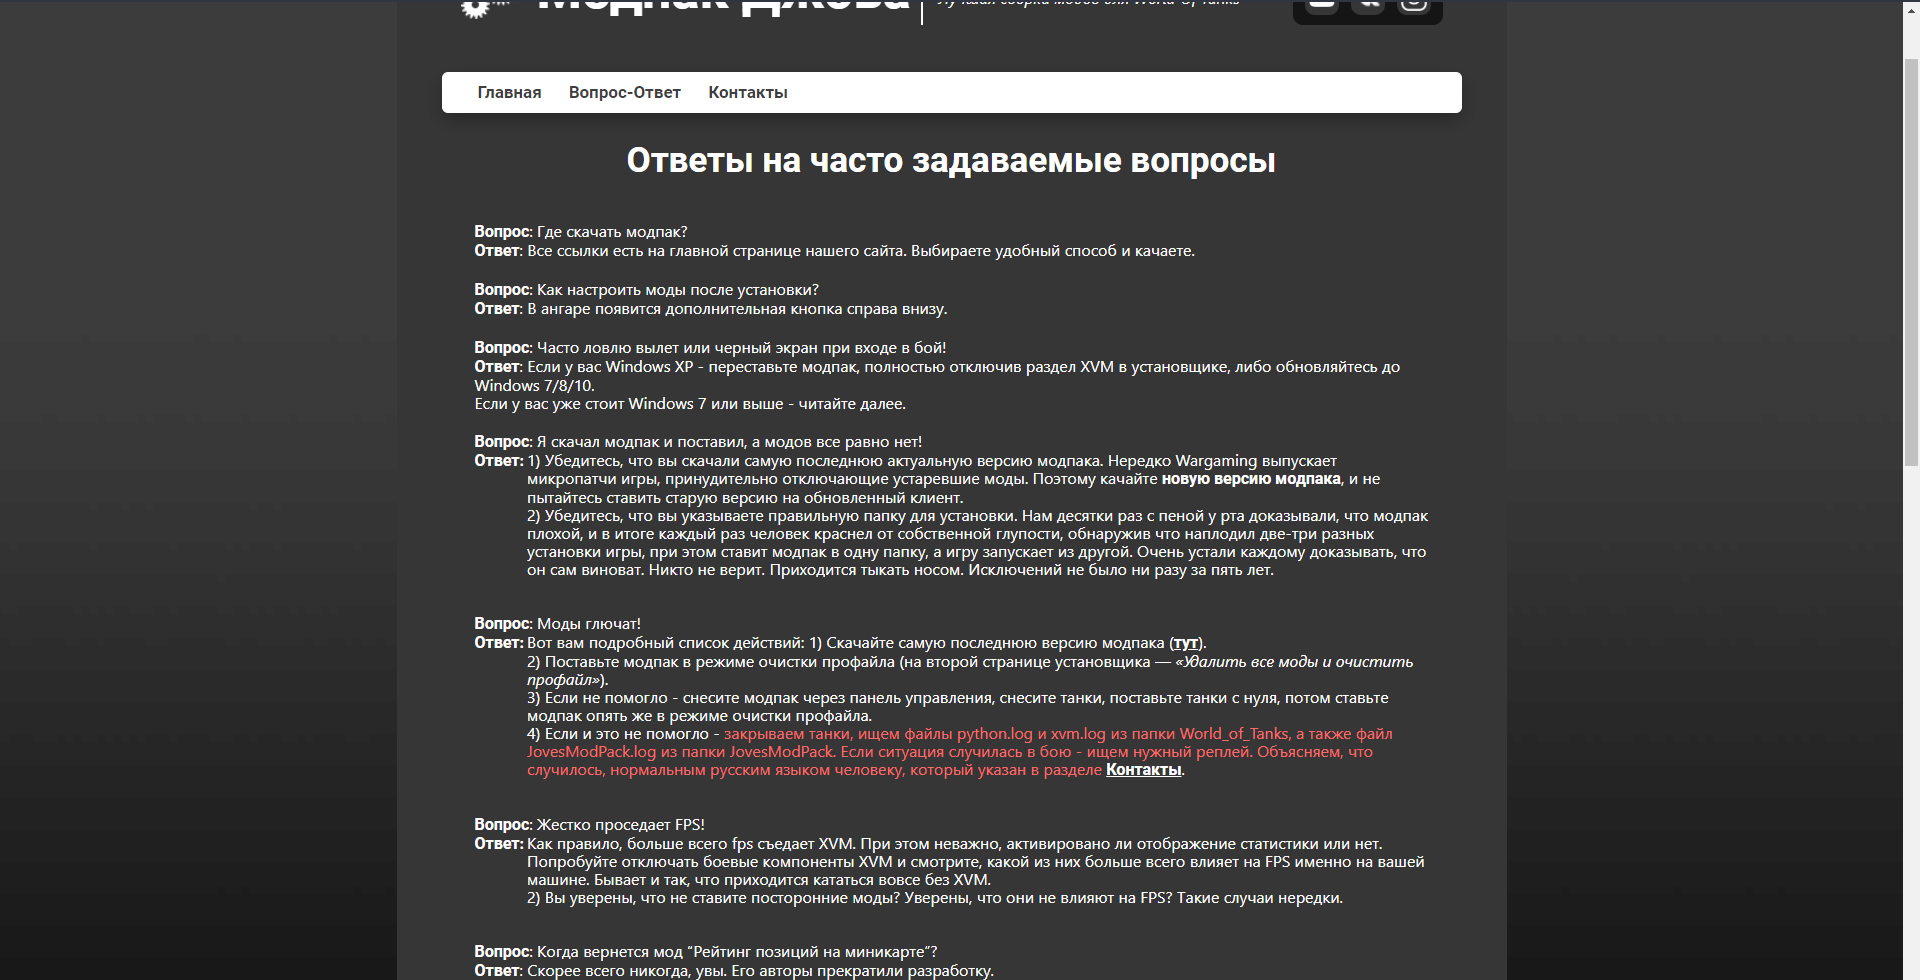 Модпак Джова
Лучшая сборка модов для World Of Tanks
Главная Вопрос-Ответ Контакты
Ответы на часто задаваемые вопросы
Вопрос: Где скачать модпак?
Ответ: Все ссылки есть на главной странице нашего сайта. Выбираете удобный способ и качаете.
Вопрос: Как настроить моды после установки?
Ответ: В ангаре появится дополнительная кнопка справа внизу.
Вопрос: Часто ловлю вылет или черный экран при входе в бой!
Ответ: Если у вас Windows XP - переставьте модпак, полностью отключив раздел XVM в установщике, либо обновляйтесь до
Windows 7/8/10.
Если у вас уже стоит Windows 7 или выше - читайте далее.
Вопрос: Я скачал модпак и поставил, а модов все равно нет!
Ответ: 1) Убедитесь, что вы скачали самую последнюю актуальную версию модпака. Нередко Wargaming выпускает
микропатчи игры, принудительно отключающие устаревшие моды. Поэтому качайте новую версию модпака, и не
пытайтесь ставить старую версию на обновленный клиент.
2) Убедитесь, что вы указываете правильную папку для установки. Нам десятки раз с пеной у рта доказывали, что модпак
плохой, и в итоге каждый раз человек краснел от собственной глупости, обнаружив что наплодил две-три разных
установки игры, при этом ставит модпак в одну папку, а игру запускает из другой. Очень устали каждому доказывать, что
он сам виноват. Никто не верит. Приходится тыкать носом. Исключений не было ни разу за пять лет.
Вопрос: Моды глючат!
Ответ: Вот вам подробный список действий: 1) Скачайте самую последнюю версию модпака (тут).
2) Поставьте модпак в режиме очистки профайла (на второй странице установщика — «Удалить все моды и очистить
профайл»).
3) Если не помогло - снесите модпак через панель управления, снесите танки, поставьте танки с нуля, потом ставьте
модпак опять же в режиме очистки профайла.
4) Если и это не помогло - закрываем танки, ищем файлы python.log и xvm.log из папки World_of_Tanks, а также файл
JovesModPack.log из папки JovesModPack. Если ситуация случилась в бою - ищем нужный реплей. Объясняем, что
случилось, нормальным русским языком человеку, который указан в разделе Контакты.
Вопрос: Жестко проседает FPS!
Ответ: Как правило, больше всего fps съедает XVM. При этом неважно, активировано ли отображение статистики или нет.
Попробуйте отключать боевые компоненты XVM и смотрите, какой из них больше всего влияет на FPS именно на вашей
машине. Бывает и так, что приходится кататься вовсе без XVM.
2) Вы уверены, что не ставите посторонние моды? Уверены, что они не влияют на FPS? Такие случаи нередки.
Вопрос: Когда вернется мод “Рейтинг позиций на миникарте”?
Ответ: Скорее всего никогда, увы. Его авторы прекратили разработку.